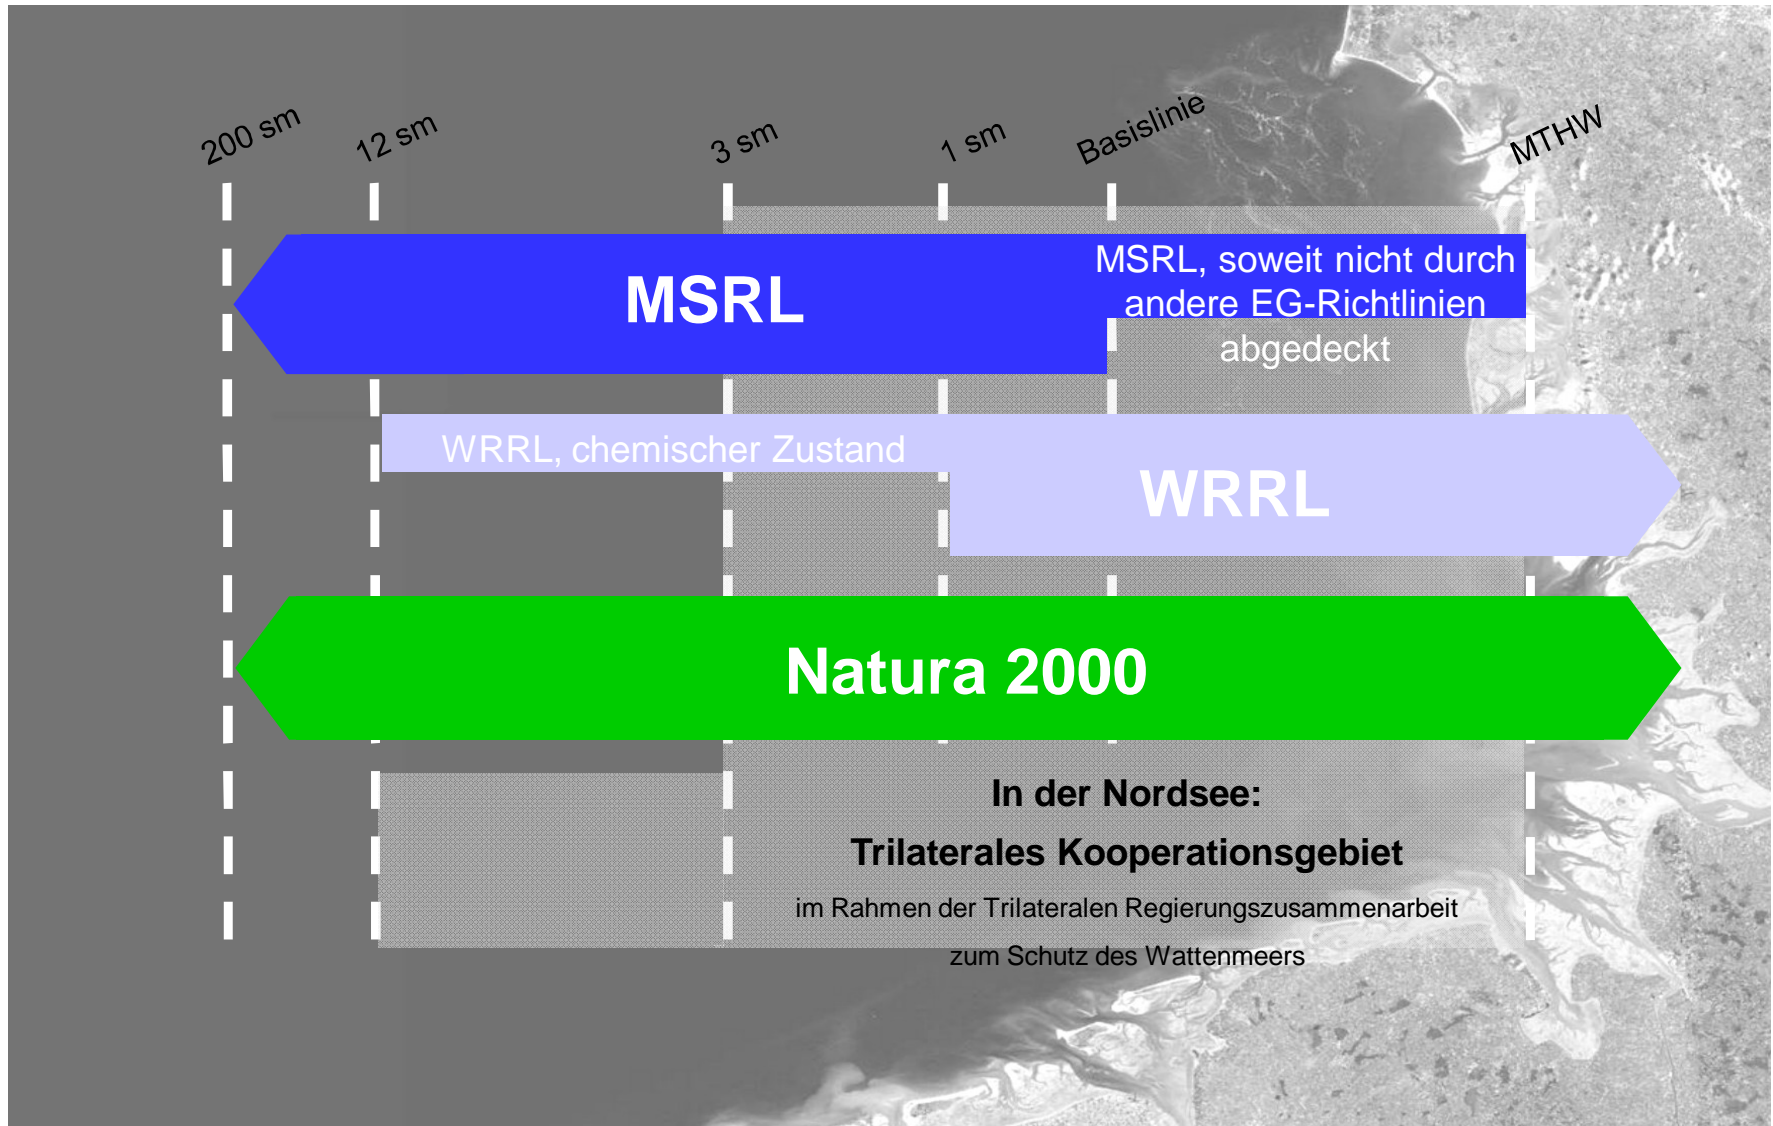 200 sm
12 sm
3 sm
1 sm
Basislinie
MTHW
MSRL
MSRL, soweit nicht durch
andere EG-Richtlinien
abgedeckt
WRRL, chemischer Zustand
WRRL
Natura 2000
In der Nordsee:
Trilaterales Kooperationsgebiet
im Rahmen der Trilateralen Regierungszusammenarbeit
zum Schutz des Wattenmeers